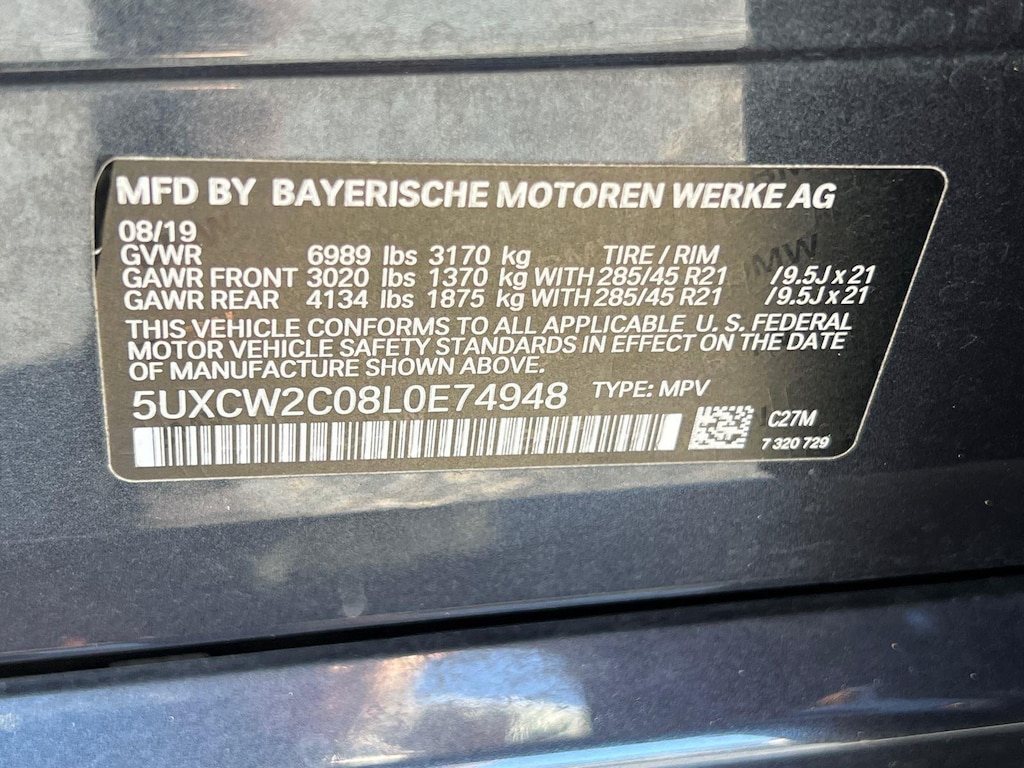 MFD BY BAYERISCHE MOTOREN WERKE AG
08/19
GVWR 6989 lbs 3170 kg TIRE / RIM
GAWR FRONT 3020 lbs 1370 kg WITH 285/45 R21 /9.5J x 21
GAWR REAR 4134 lbs 1875 kg WITH 285/45 R21 /9.5J x 21
THIS VEHICLE CONFORMS TO ALL APPLICABLE U. S. FEDERAL
MOTOR VEHICLE SAFETY STANDARDS IN EFFECT ON THE DATE
OF MANUFACTURE SHOWN ABOVE.
5UXCW2C08L0E74948 TYPE: MPV
C27M
7 320 729